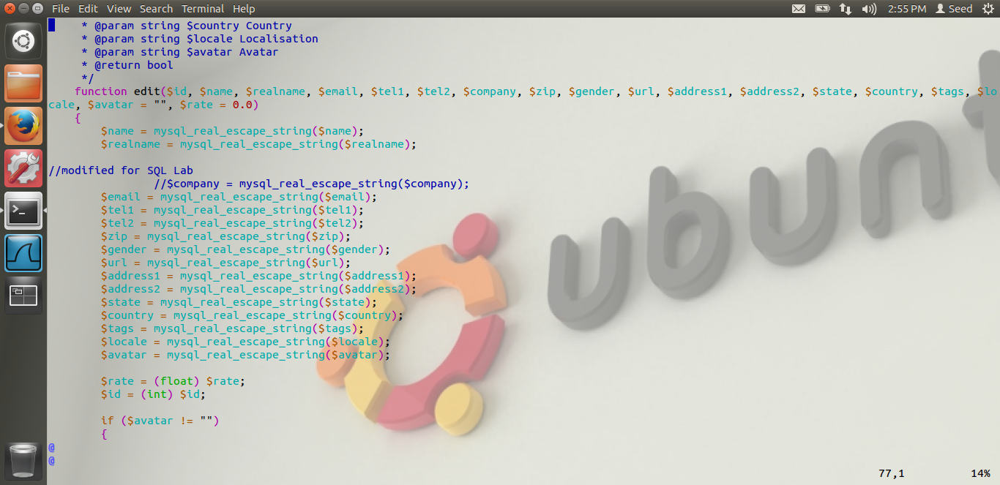 File Edit View Search Terminal Help 2:55 PM Seed
* @param string $country Country
* @param string $locale Localisation
* @param string $avatar Avatar
* @return bool
*/
function edit($id, $name, $realname, $email, $tel1, $tel2, $company, $zip, $gender, $url, $address1, $address2, $state, $country, $tags, $lo
cale, $avatar = "", $rate = 0.0)
{
$name = mysql_real_escape_string($name);
$realname = mysql_real_escape_string($realname);
//modified for SQL Lab
//$company = mysql_real_escape_string($company);
$email = mysql_real_escape_string($email);
$tel1 = mysql_real_escape_string($tel1);
$tel2 = mysql_real_escape_string($tel2);
$zip = mysql_real_escape_string($zip);
$gender = mysql_real_escape_string($gender);
$url = mysql_real_escape_string($url);
$address1 = mysql_real_escape_string($address1);
$address2 = mysql_real_escape_string($address2);
$state = mysql_real_escape_string($state);
$country = mysql_real_escape_string($country);
$tags = mysql_real_escape_string($tags);
$locale = mysql_real_escape_string($locale);
$avatar = mysql_real_escape_string($avatar);
$rate = (float) $rate;
$id = (int) $id;
if ($avatar != "")
{
@
@
77,1 14%
ubunt